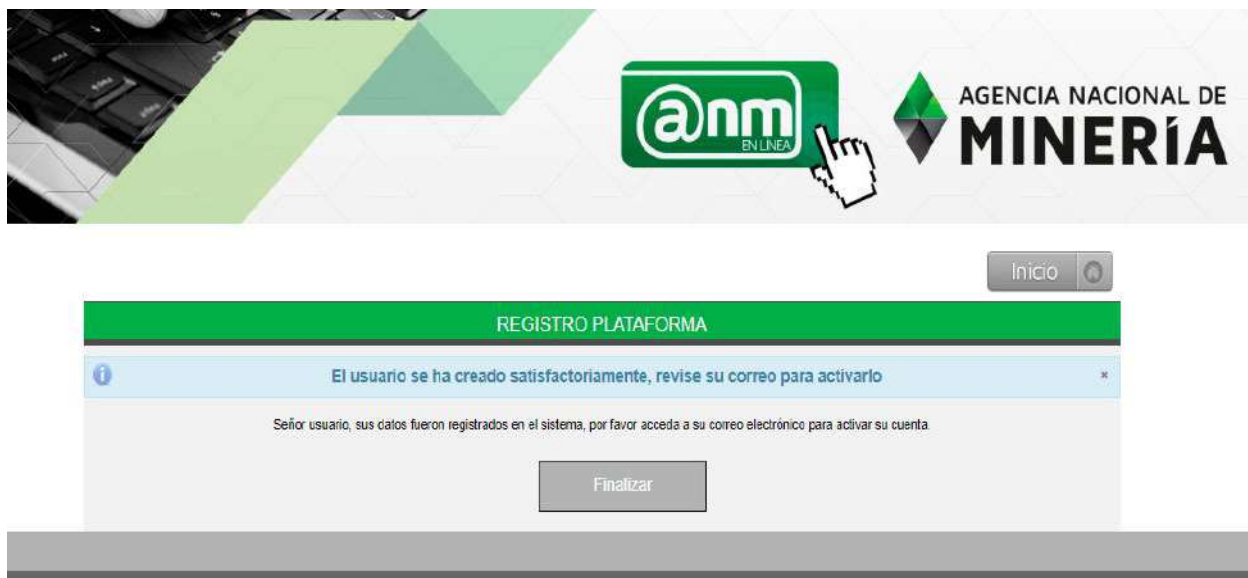 @nm
EN LINEA
AGENCIA NACIONAL DE
MINERÍA
Inicio
REGISTRO PLATAFORMA
El usuario se ha creado satisfactoriamente, revise su correo para activarlo
Señor usuario, sus datos fueron registrados en el sistema, por favor acceda a su correo electrónico para activar su cuenta.
Finalizar